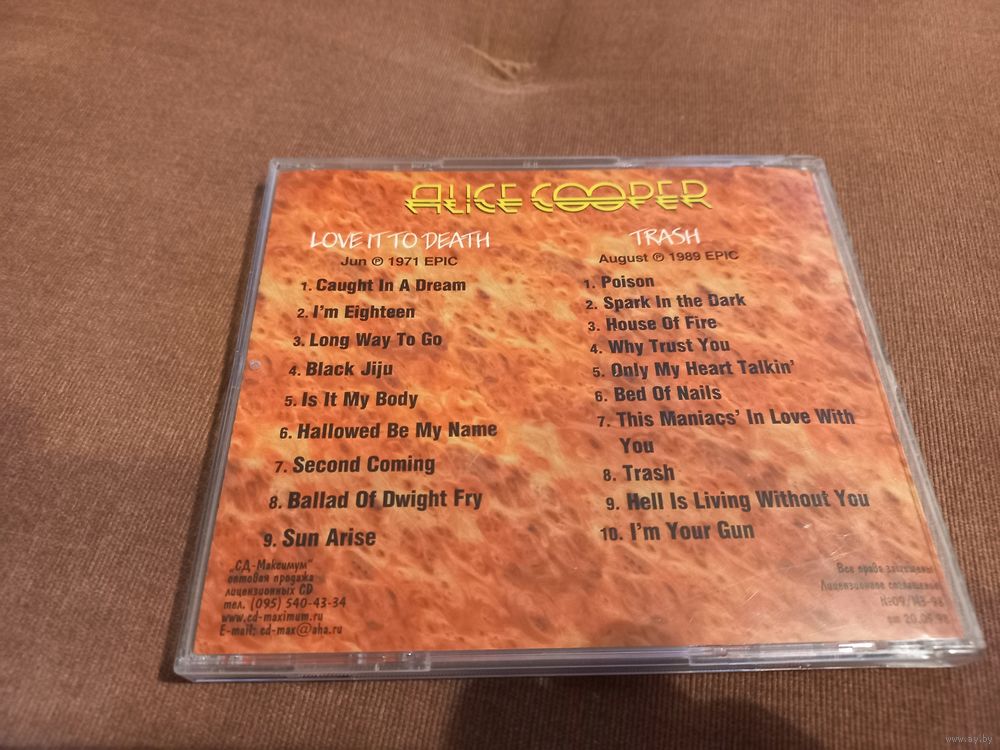 ALICE COOPER
LOVE IT TO DEATH
Jun ℗ 1971 EPIC
1. Caught In A Dream
2. I'm Eighteen
3. Long Way To Go
4. Black Jiju
5. Is It My Body
6. Hallowed Be My Name
7. Second Coming
8. Ballad Of Dwight Fry
9. Sun Arise
TRASH
August ℗ 1989 EPIC
1. Poison
2. Spark In the Dark
3. House Of Fire
4. Why Trust You
5. Only My Heart Talkin'
6. Bed Of Nails
7. This Maniacs' In Love With
You
8. Trash
9. Hell Is Living Without You
10. I'm Your Gun
„СД-Максимум"
оптовая продажа
лицензионных CD
тел. (095) 540-43-34
www.cd-maximum.ru
E-mail: cd-max@aha.ru
Все права защищены
Лицензионное соглашение
от
www.ay.by